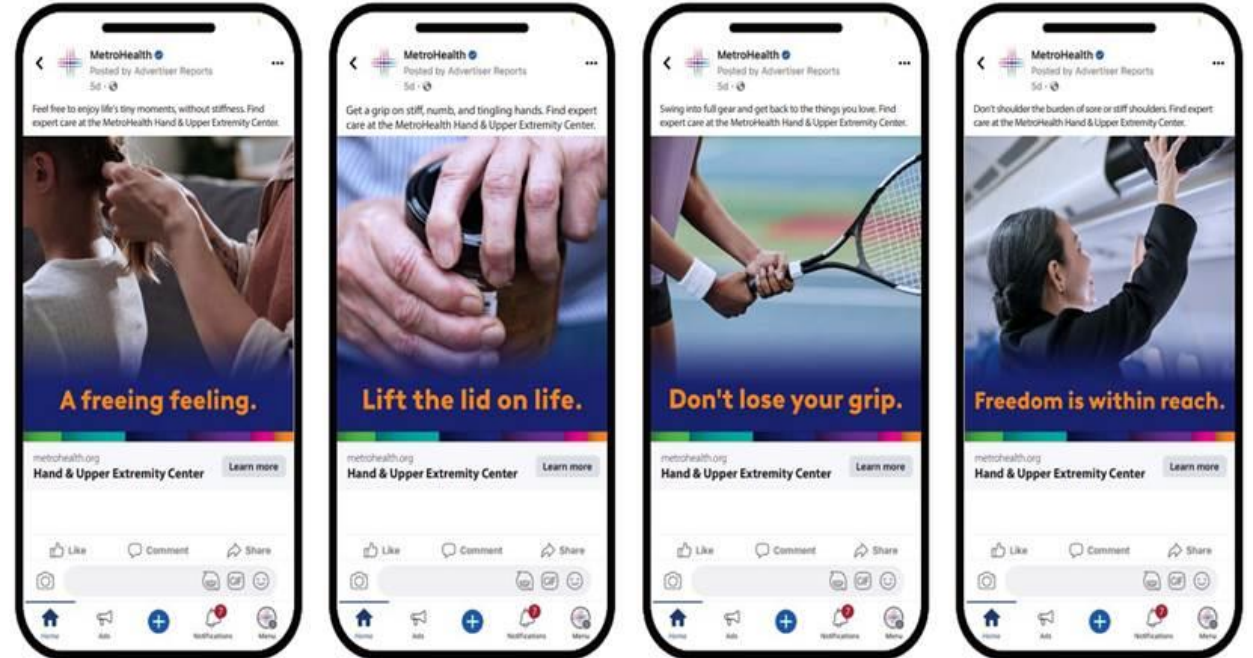 MetroHealth
Posted by Advertiser Reports
5d ·
Feel free to enjoy life's tiny moments, without stiffness. Find
expert care at the MetroHealth Hand & Upper Extremity Center.
A freeing feeling.
metrohealth.org
Hand & Upper Extremity Center
Learn more
Like
Comment
Share
GIF
7
Home
Ads
Notifications
Menu
MetroHealth
Posted by Advertiser Reports
5d ·
Get a grip on stiff, numb, and tingling hands. Find expert
care at the MetroHealth Hand & Upper Extremity Center.
Lift the lid on life.
metrohealth.org
Hand & Upper Extremity Center
Learn more
Like
Comment
Share
GIF
7
Home
Ads
Notifications
Menu
MetroHealth
Posted by Advertiser Reports
5d ·
Swing into full gear and get back to the things you love. Find
expert care at the MetroHealth Hand & Upper Extremity Center.
Don't lose your grip.
metrohealth.org
Hand & Upper Extremity Center
Learn more
Like
Comment
Share
GIF
7
Home
Ads
Notifications
Menu
MetroHealth
Posted by Advertiser Reports
5d ·
Don't shoulder the burden of sore or stiff shoulders. Find expert
care at the MetroHealth Hand & Upper Extremity Center.
Freedom is within reach.
metrohealth.org
Hand & Upper Extremity Center
Learn more
Like
Comment
Share
GIF
7
Home
Ads
Notifications
Menu